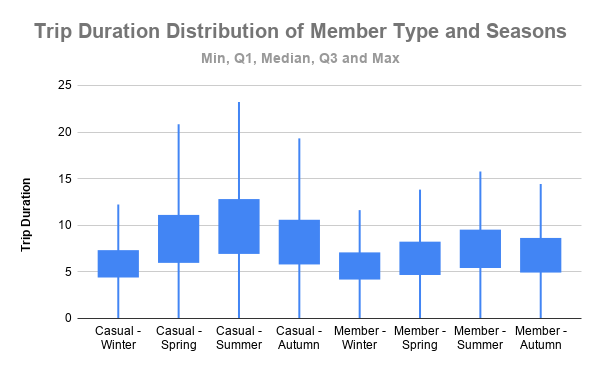 Trip Duration Distribution of Member Type and Seasons
Min, Q1, Median, Q3 and Max
Trip Duration
25
20
15
10
5
0
Casual - Winter
Casual - Spring
Casual - Summer
Casual - Autumn
Member - Winter
Member - Spring
Member - Summer
Member - Autumn